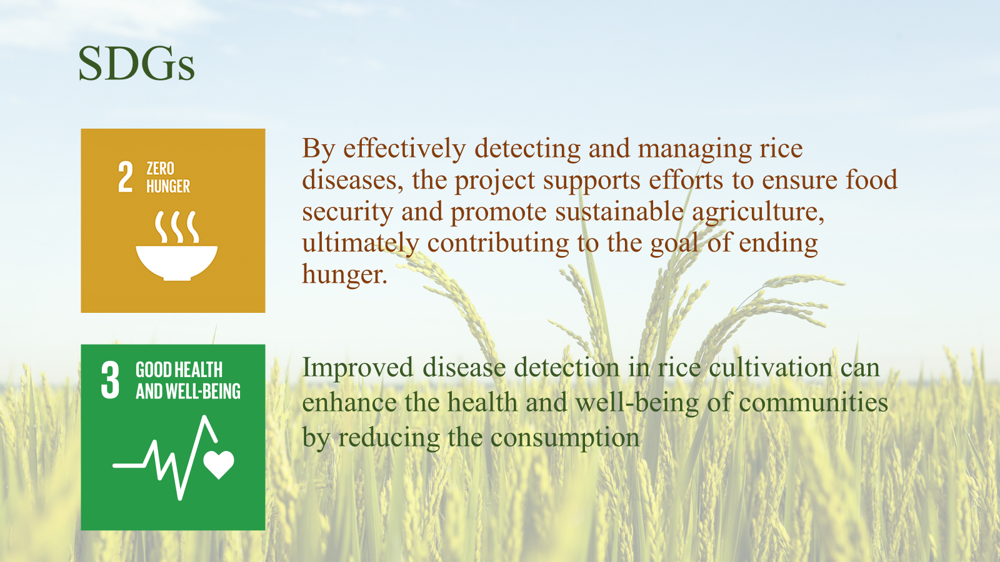 SDGs
2 ZERO
HUNGER
By effectively detecting and managing rice
diseases, the project supports efforts to ensure food
security and promote sustainable agriculture,
ultimately contributing to the goal of ending
hunger.
3 GOOD HEALTH
AND WELL-BEING
Improved disease detection in rice cultivation can
enhance the health and well-being of communities
by reducing the consumption